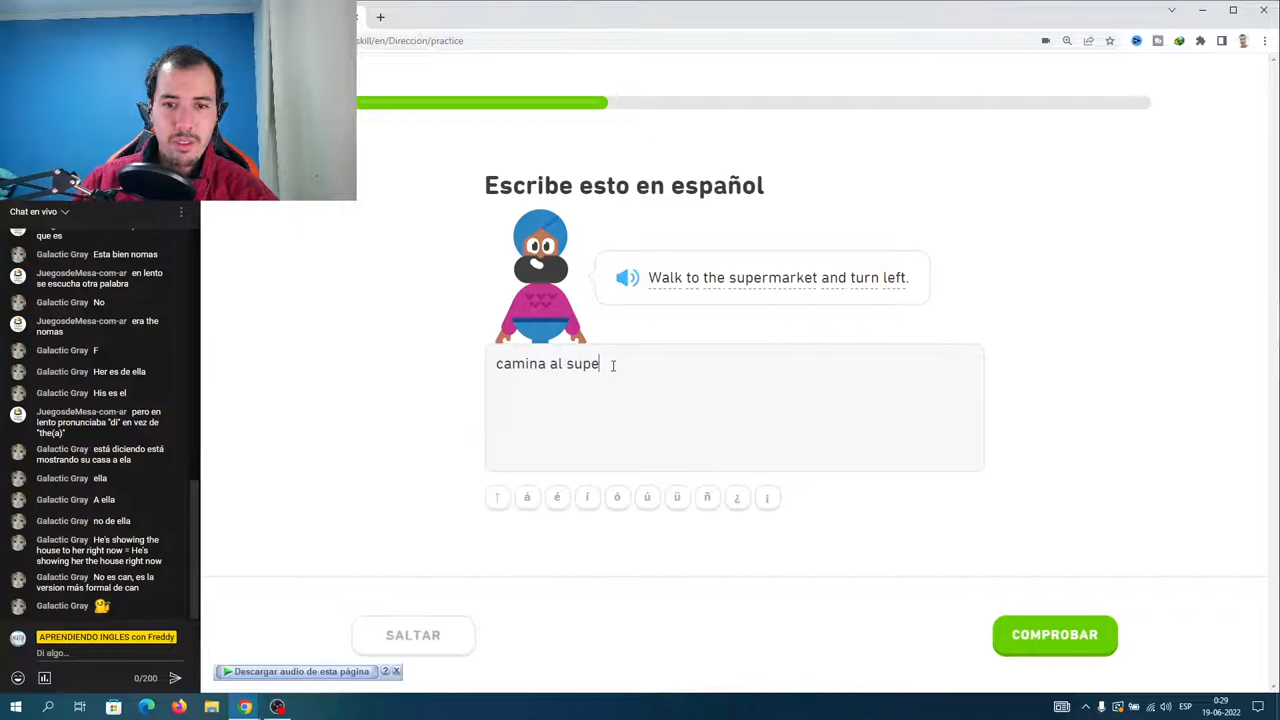 skill/en/Direccion/practice
Escribe esto en español
Walk to the supermarket and turn left.
camina al supe
á é í ó ú ü ñ ¿ ¡
SALTAR
COMPROBAR
Descargar audio de esta página
Chat en vivo
que es
Galactic Gray Esta bien nomas
JuegosdeMesa-com-ar en lento
se escucha otra palabra
Galactic Gray No
JuegosdeMesa-com-ar era the
nomas
Galactic Gray F
Galactic Gray Her es de ella
Galactic Gray His es el
JuegosdeMesa-com-ar pero en
lento pronunciaba "di" en vez de
"the(a)"
Galactic Gray está diciendo está
mostrando su casa a ela
Galactic Gray ella
Galactic Gray A ella
Galactic Gray no de ella
Galactic Gray He's showing the
house to her right now = He's
showing her the house right now
Galactic Gray No es can, es la
version más formal de can
Galactic Gray
APRENDIENDO INGLES con Freddy
Di algo...
0/200
ESP
0:29
19-06-2022